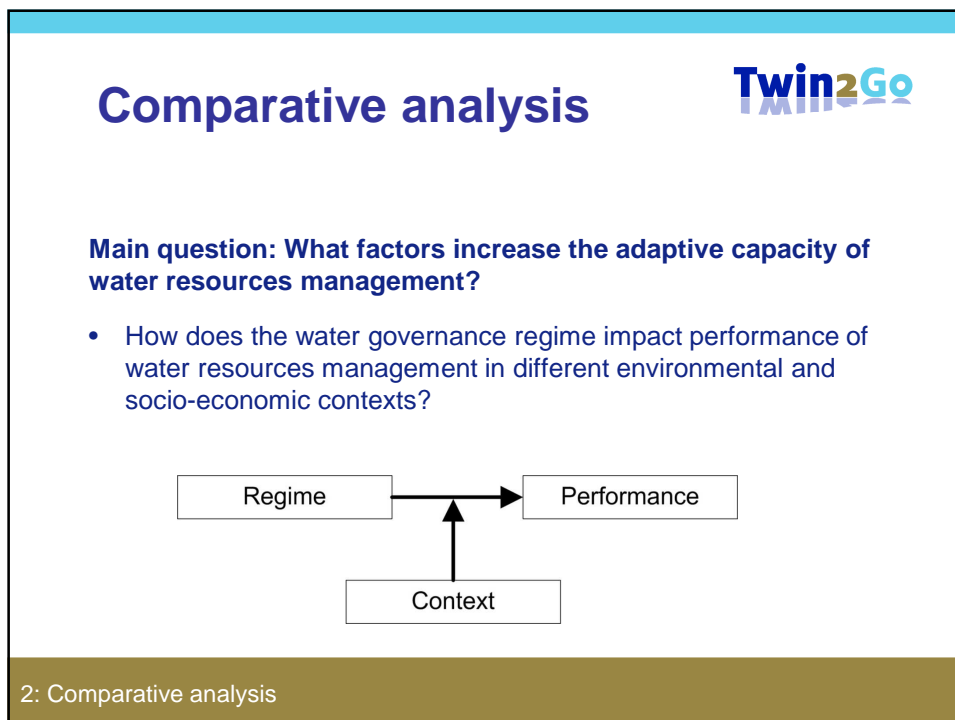 Comparative analysis
Twin2Go
Main question: What factors increase the adaptive capacity of
water resources management?
• How does the water governance regime impact performance of
water resources management in different environmental and
socio-economic contexts?
Regime
Performance
Context
2: Comparative analysis